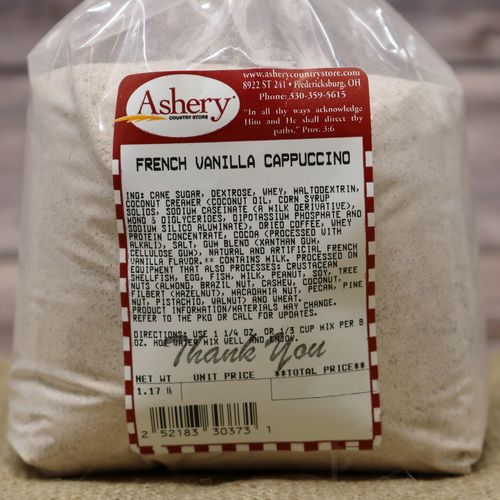 Ashery
COUNTRY STORE
www.asherycountrystore.com
8922 ST 241 • Fredericksburg, OH
Phone: 330-359-5615
"In all thy ways acknowledge
Him and He shall direct thy
paths." Prov. 3:6
FRENCH VANILLA CAPPUCCINO
ING: CANE SUGAR, DEXTROSE, WHEY, MALTODEXTRIN,
COCONUT CREAMER (COCONUT OIL, CORN SYRUP
SOLIDS, SODIUM CASEINATE (A MILK DERIVATIVE),
MONO & DIGLYCERIDES, DIPOTASSIUM PHOSPHATE AND
SODIUM SILICO ALUMINATE), DRIED COFFEE, WHEY
PROTEIN CONCENTRATE, COCOA (PROCESSED WITH
ALKALI), SALT, GUM BLEND (XANTHAN GUM,
CELLULOSE GUM), NATURAL AND ARTIFICIAL FRENCH
VANILLA FLAVOR.** CONTAINS MILK. PROCESSED ON
EQUIPMENT THAT ALSO PROCESSES: CRUSTACEAN
SHELLFISH, EGG, FISH, MILK, PEANUT, SOY, TREE
NUTS (ALMOND, BRAZIL NUT, CASHEW, COCONUT,
FILBERT (HAZELNUT), MACADAMIA NUT, PECAN, PINE
NUT, PISTACHIO, WALNUT) AND WHEAT.
PRODUCT INFORMATION/MATERIALS MAY CHANGE.
REFER TO THE PKG OR CALL FOR UPDATES.
DIRECTIONS: USE 1 1/4 OZ. OR 1/3 CUP MIX PER 8
OZ. HOT WATER MIX WELL AND ENJOY.
Thank You
NET WT UNIT PRICE **TOTAL PRICE**
1.17 lb
2 52183 30373 1